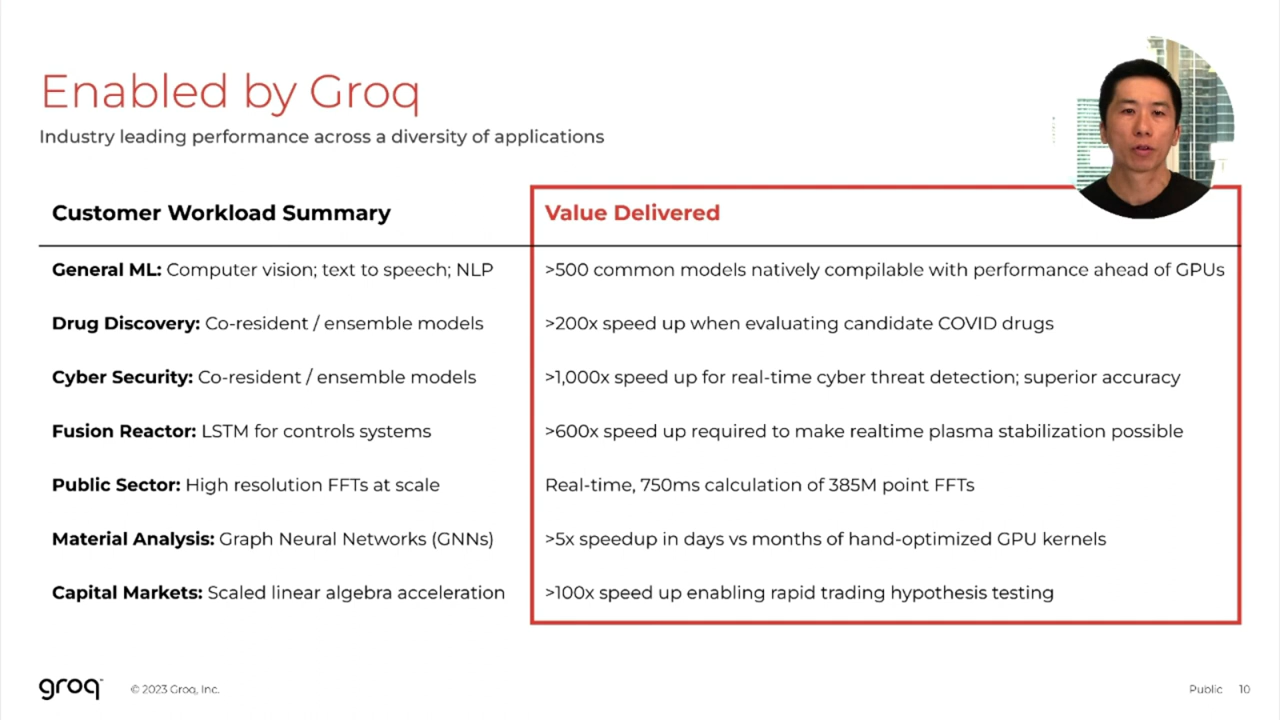 Enabled by Groq
Industry leading performance across a diversity of applications
Customer Workload Summary
Value Delivered
General ML: Computer vision; text to speech; NLP
>500 common models natively compilable with performance ahead of GPUs
Drug Discovery: Co-resident / ensemble models
>200x speed up when evaluating candidate COVID drugs
Cyber Security: Co-resident / ensemble models
>1,000x speed up for real-time cyber threat detection; superior accuracy
Fusion Reactor: LSTM for controls systems
>600x speed up required to make realtime plasma stabilization possible
Public Sector: High resolution FFTs at scale
Real-time, 750ms calculation of 385M point FFTs
Material Analysis: Graph Neural Networks (GNNs)
>5x speedup in days vs months of hand-optimized GPU kernels
Capital Markets: Scaled linear algebra acceleration
>100x speed up enabling rapid trading hypothesis testing
groq™ © 2023 Groq, Inc.
Public 10